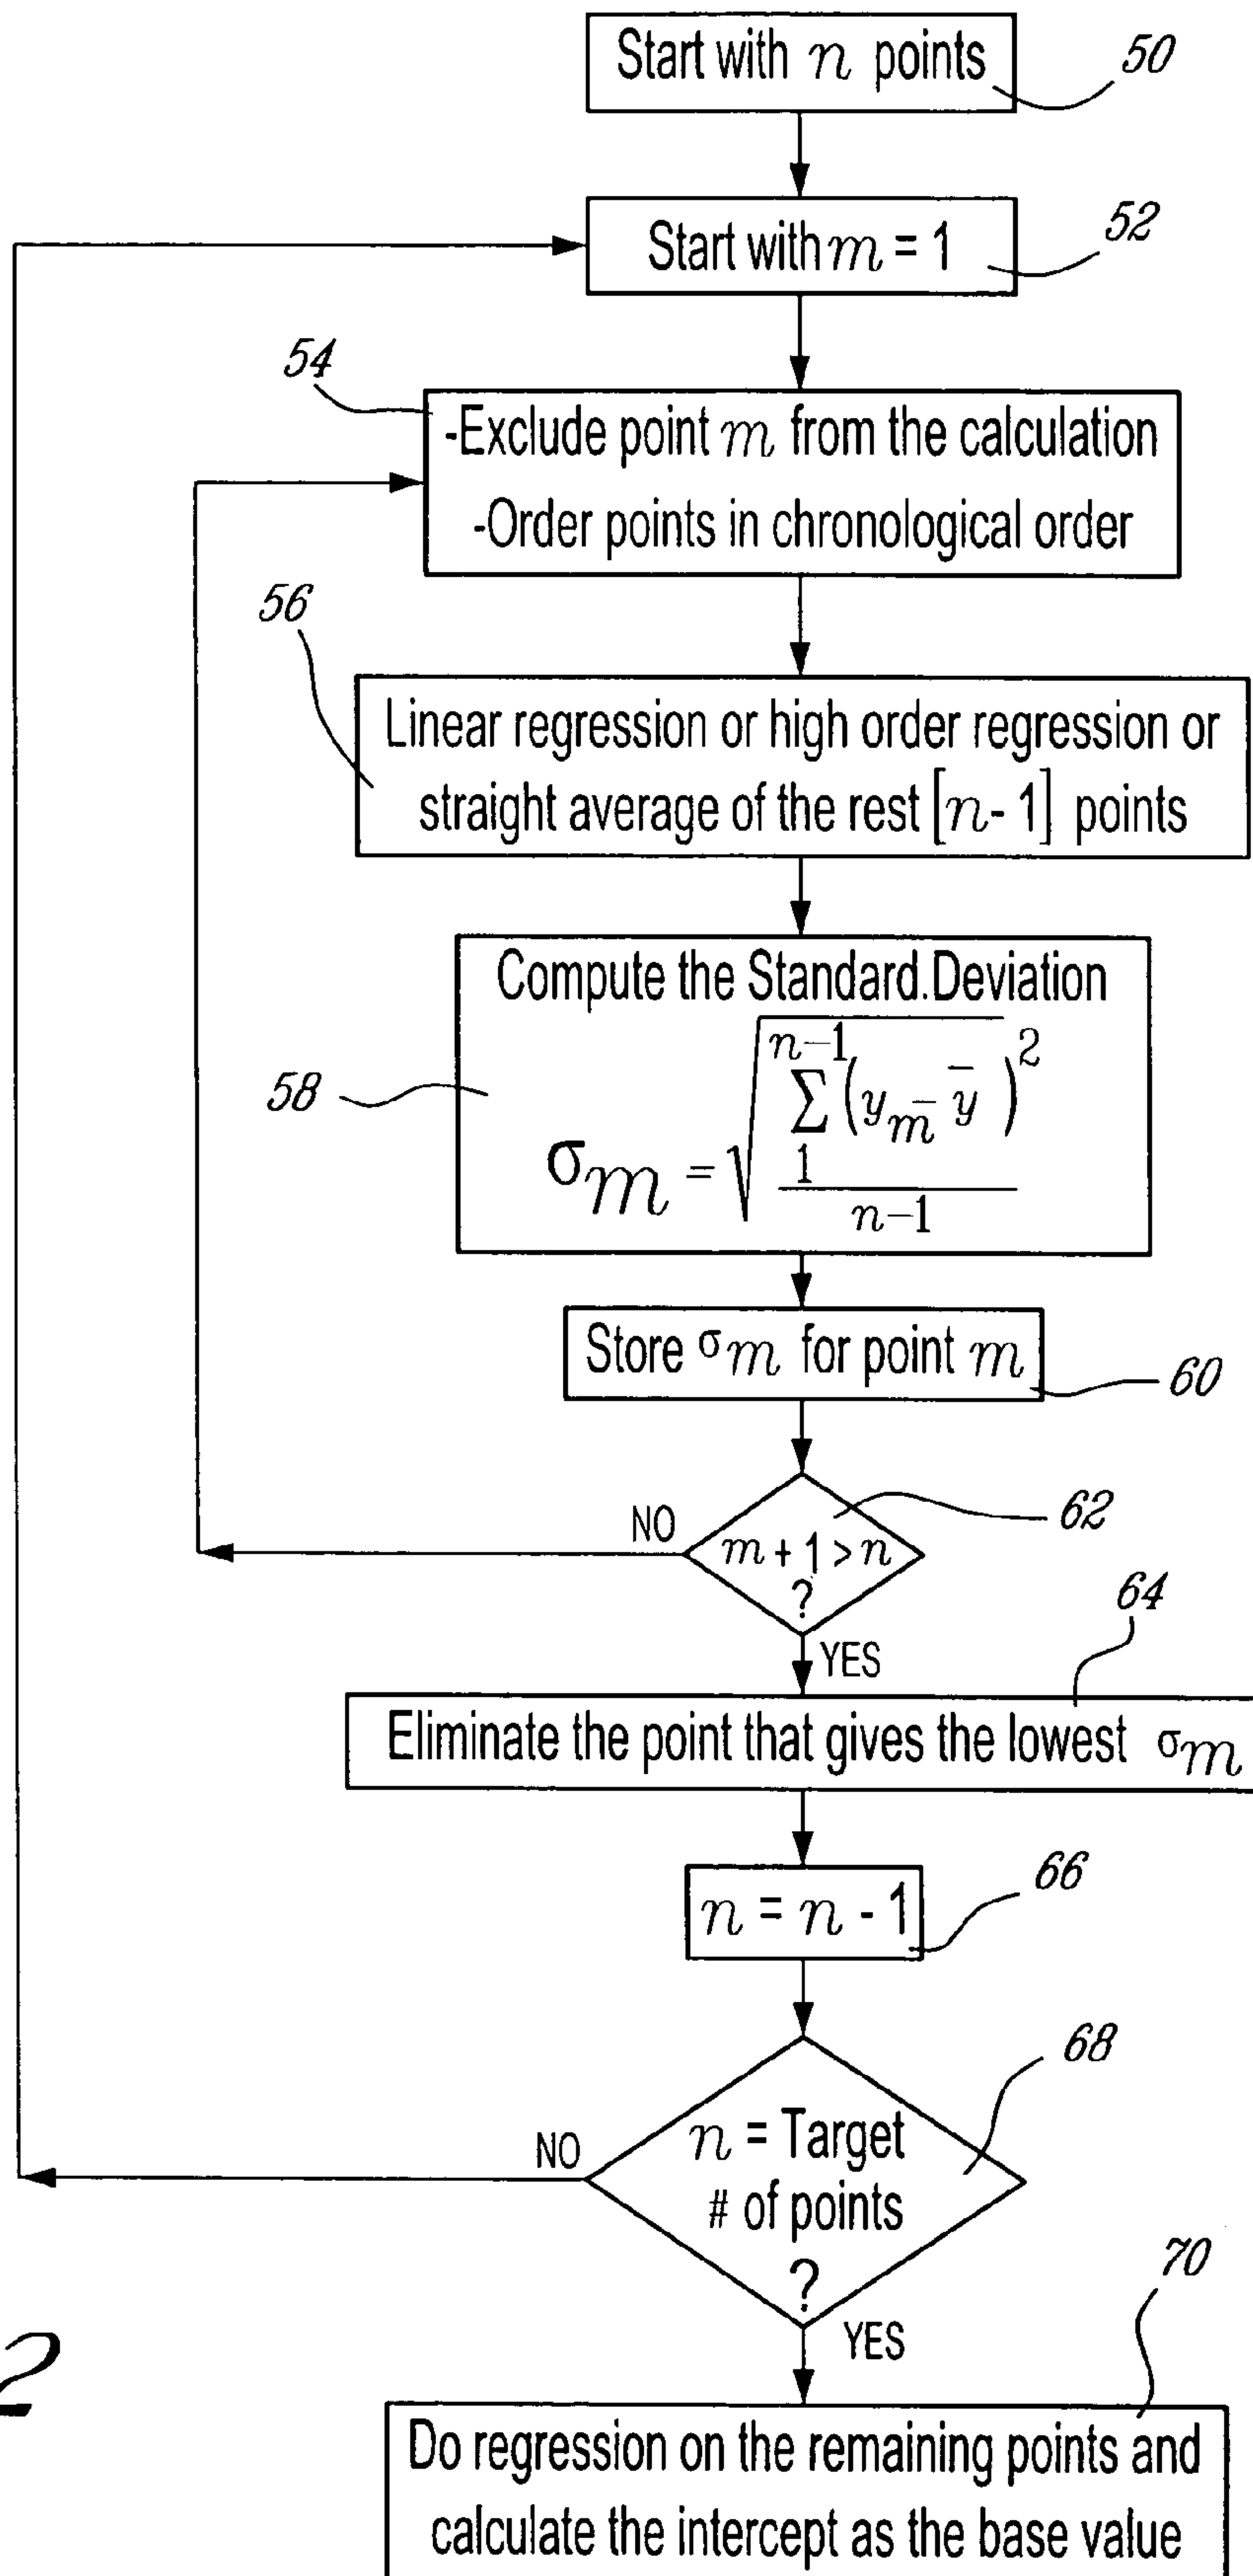 Start with n points
50
Start with m = 1
52
54
-Exclude point m from the calculation
-Order points in chronological order
56
Linear regression or high order regression or
straight average of the rest [n- 1] points
Compute the Standard.Deviation
σm = √ n-1 Σ 1 (ym - ȳ)2 / n-1
58
Store σm for point m
60
62
NO
m + 1 > n
?
YES
64
Eliminate the point that gives the lowest σm
66
n = n - 1
68
NO
n = Target
# of points
?
YES
70
2
Do regression on the remaining points and
calculate the intercept as the base value